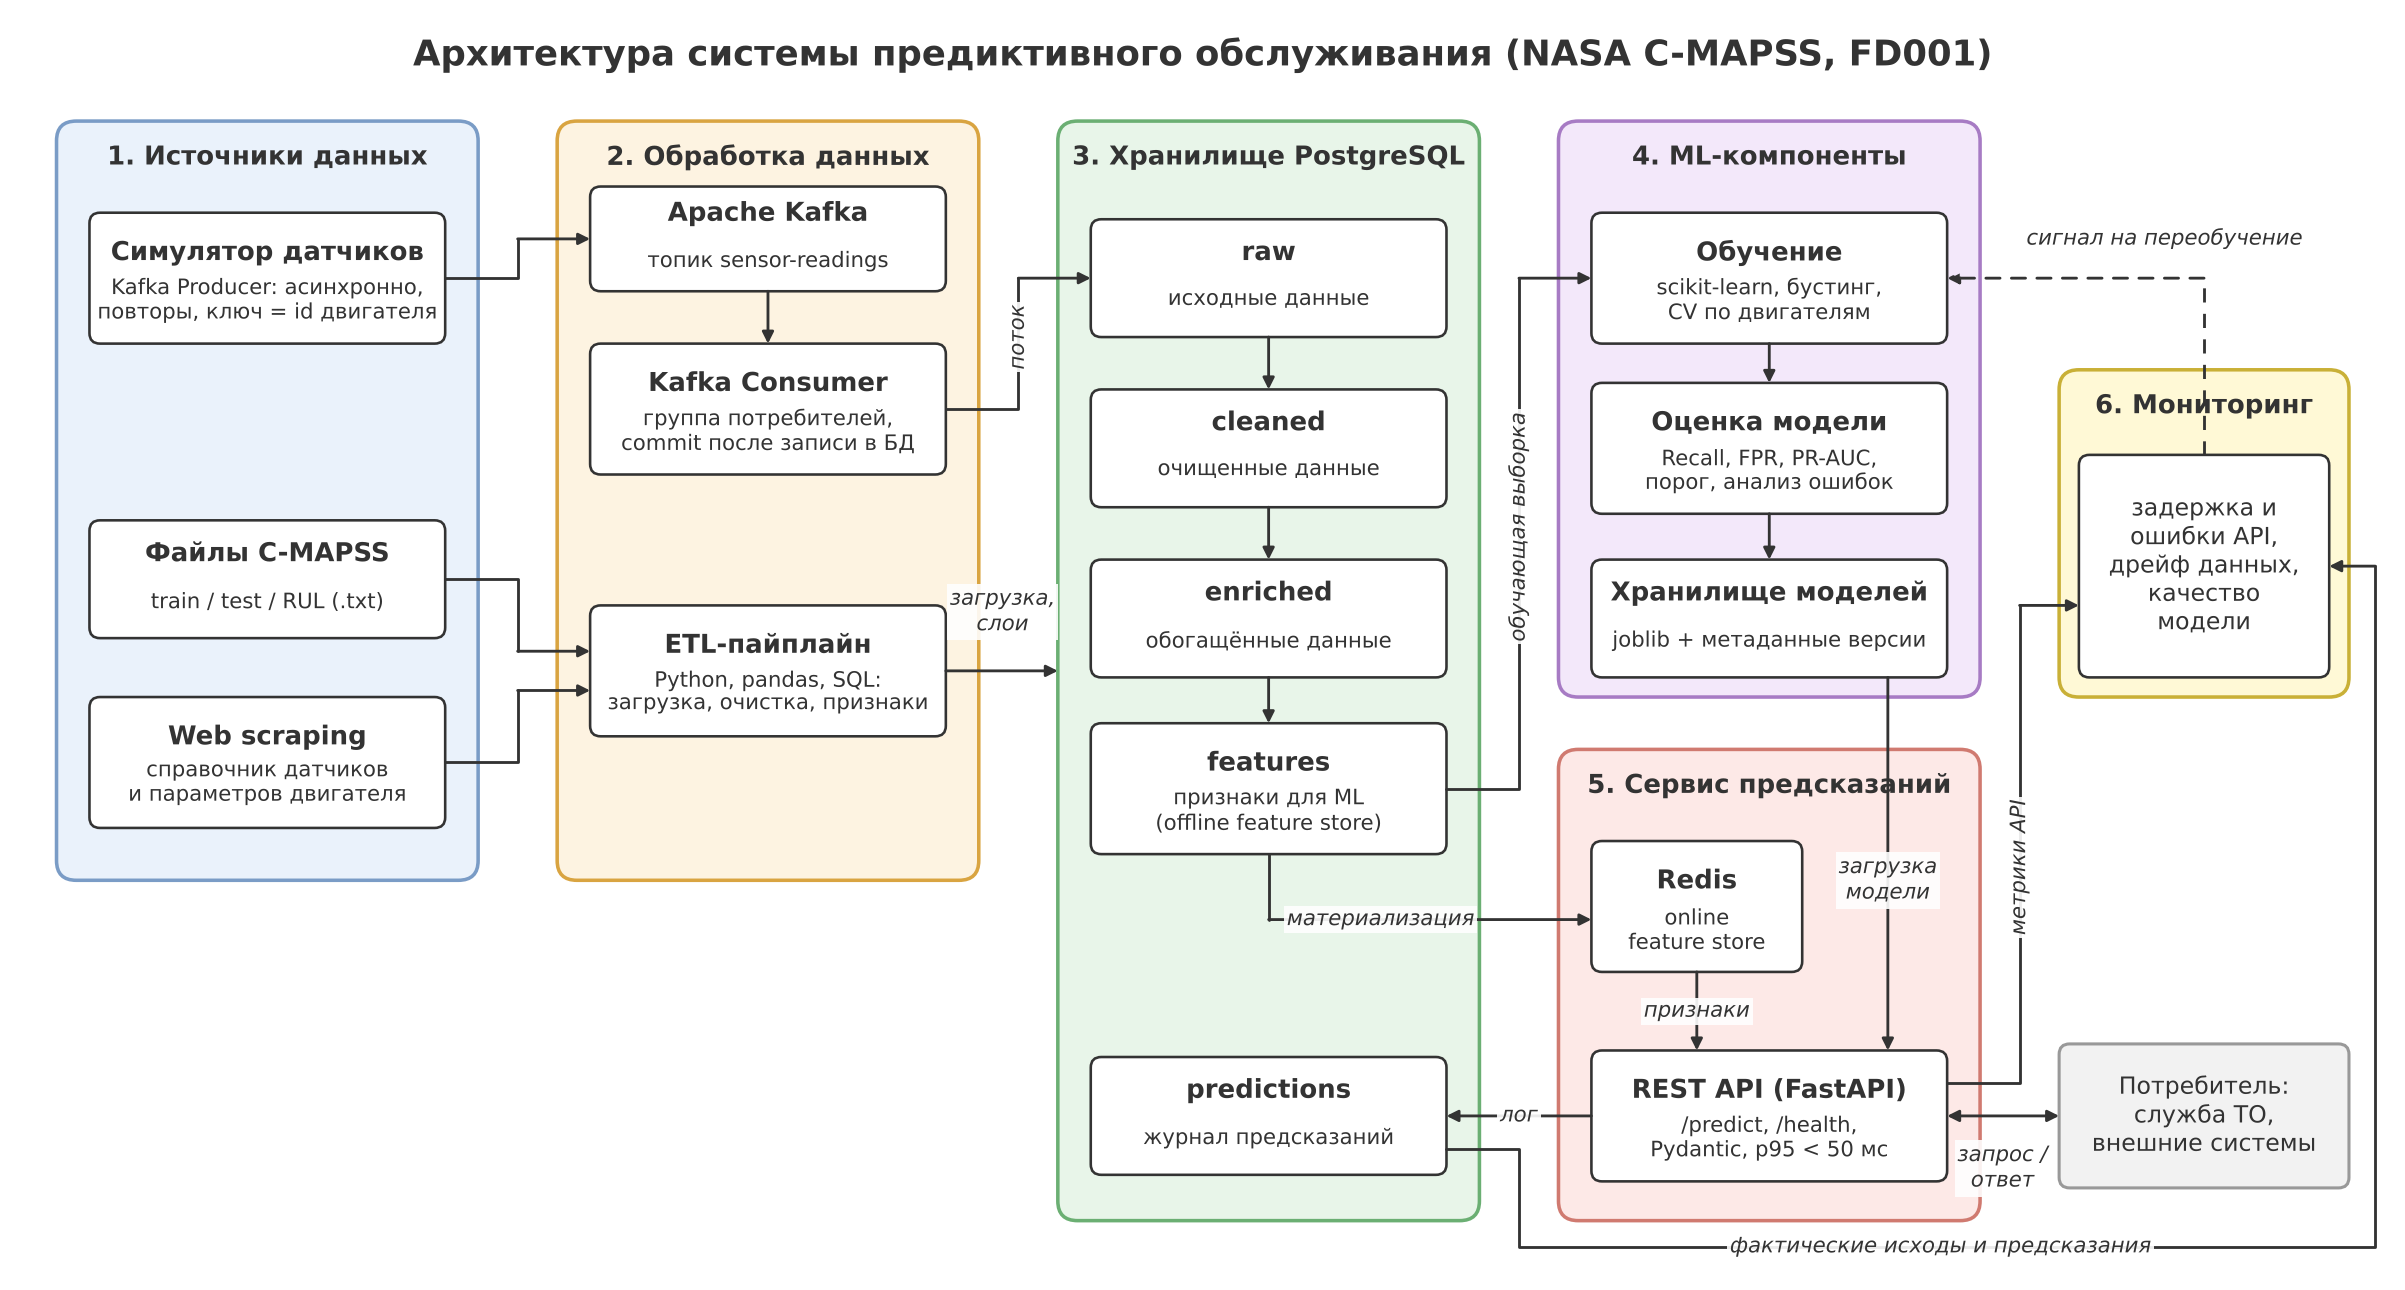 Архитектура системы предиктивного обслуживания (NASA C-MAPSS, FD001)
1. Источники данных
Симулятор датчиков
Kafka Producer: асинхронно,
повторы, ключ = id двигателя
Файлы C-MAPSS
train / test / RUL (.txt)
Web scraping
справочник датчиков
и параметров двигателя
2. Обработка данных
Apache Kafka
топик sensor-readings
Kafka Consumer
группа потребителей,
commit после записи в БД
ETL-пайплайн
Python, pandas, SQL:
загрузка, очистка, признаки
поток
загрузка,
слои
3. Хранилище PostgreSQL
raw
исходные данные
cleaned
очищенные данные
enriched
обогащённые данные
features
признаки для ML
(offline feature store)
материализация
predictions
журнал предсказаний
обучающая выборка
лог
4. ML-компоненты
Обучение
scikit-learn, бустинг,
CV по двигателям
Оценка модели
Recall, FPR, PR-AUC,
порог, анализ ошибок
Хранилище моделей
joblib + метаданные версии
5. Сервис предсказаний
Redis
online
feature store
загрузка
модели
признаки
REST API (FastAPI)
/predict, /health,
Pydantic, p95 < 50 мс
сигнал на переобучение
6. Мониторинг
задержка и
ошибки API,
дрейф данных,
качество
модели
метрики API
Потребитель:
служба ТО,
внешние системы
запрос /
ответ
фактические исходы и предсказания